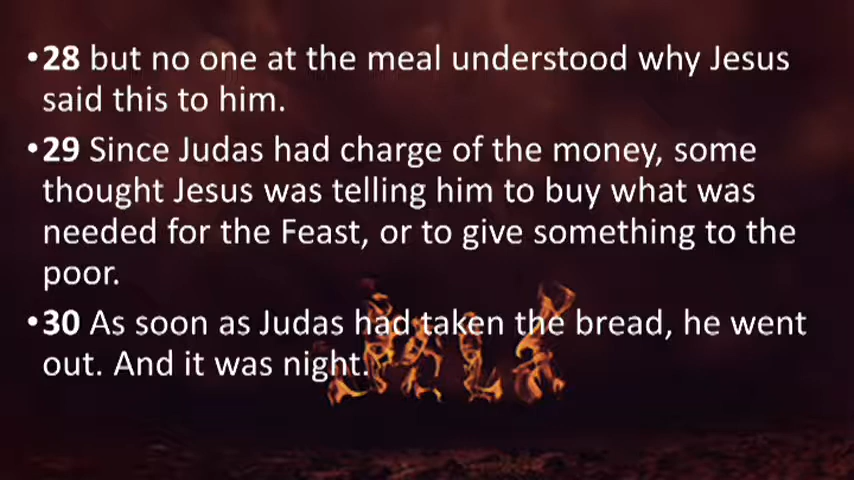 •28 but no one at the meal understood why Jesus
said this to him.
•29 Since Judas had charge of the money, some
thought Jesus was telling him to buy what was
needed for the Feast, or to give something to the
poor.
•30 As soon as Judas had taken the bread, he went
out. And it was night.